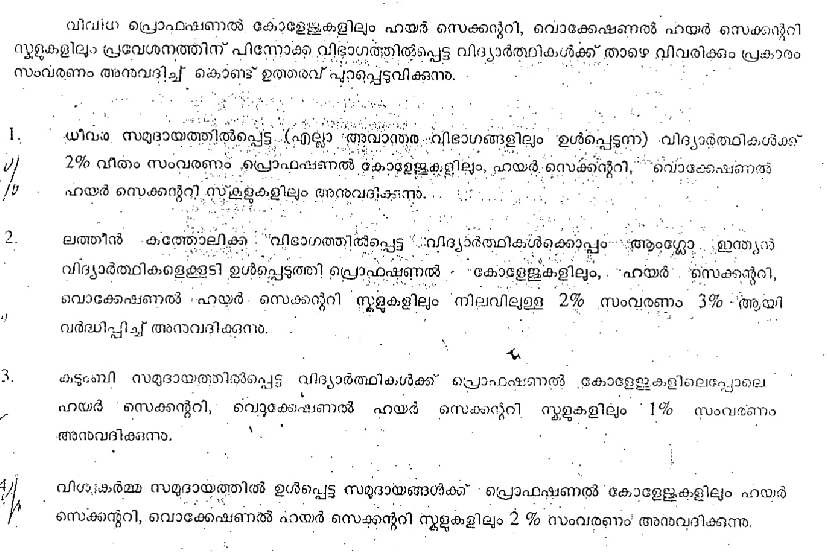 വിവിധ പ്രൊഫഷണൽ കോളേജുകളിലും ഹയർ സെക്കന്ററി, വൊക്കേഷണൽ ഹയർ സെക്കന്ററി
സ്കൂളുകളിലും പ്രവേശനത്തിന് പിന്നോക്ക വിഭാഗത്തിൽപ്പെട്ട വിദ്യാർത്ഥികൾക്ക് താഴെ വിവരിക്കും പ്രകാരം
സംവരണം അനുവദിച്ച് കൊണ്ട് ഉത്തരവ് പുറപ്പെടുവിക്കുന്നു.
1. ധീവര സമുദായത്തിൽപ്പെട്ട (എല്ലാ അവാന്തര വിഭാഗങ്ങളിലും ഉൾപ്പെടുന്ന) വിദ്യാർത്ഥികൾക്ക്
2% വീതം സംവരണം പ്രൊഫഷണൽ കോളേജുകളിലും, ഹയർ സെക്കന്ററി, വൊക്കേഷണൽ
ഹയർ സെക്കന്ററി സ്കൂളുകളിലും അനുവദിക്കുന്നു.
2. ലത്തീൻ കത്തോലിക്ക വിഭാഗത്തിൽപ്പെട്ട വിദ്യാർത്ഥികൾക്കൊപ്പം ആംഗ്ലോ ഇന്ത്യൻ
വിദ്യാർത്ഥികളെക്കൂടി ഉൾപ്പെടുത്തി പ്രൊഫഷണൽ കോളേജുകളിലും, ഹയർ സെക്കന്ററി,
വൊക്കേഷണൽ ഹയർ സെക്കന്ററി സ്കൂളുകളിലും നിലവിലുള്ള 2% സംവരണം 3% ആയി
വർദ്ധിപ്പിച്ച് അനുവദിക്കുന്നു.
3. കുടുംബി സമുദായത്തിൽപ്പെട്ട വിദ്യാർത്ഥികൾക്ക് പ്രൊഫഷണൽ കോളേജുകളിലെപ്പോലെ
ഹയർ സെക്കന്ററി, വൊക്കേഷണൽ ഹയർ സെക്കന്ററി സ്കൂളുകളിലും 1% സംവരണം
അനുവദിക്കുന്നു.
4 വിശ്വകർമ്മ സമുദായത്തിൽ ഉൾപ്പെട്ട സമുദായങ്ങൾക്ക് പ്രൊഫഷണൽ കോളേജുകളിലും ഹയർ
സെക്കന്ററി, വൊക്കേഷണൽ ഹയർ സെക്കന്ററി സ്കൂളുകളിലും 2 % സംവരണം അനുവദിക്കുന്നു.